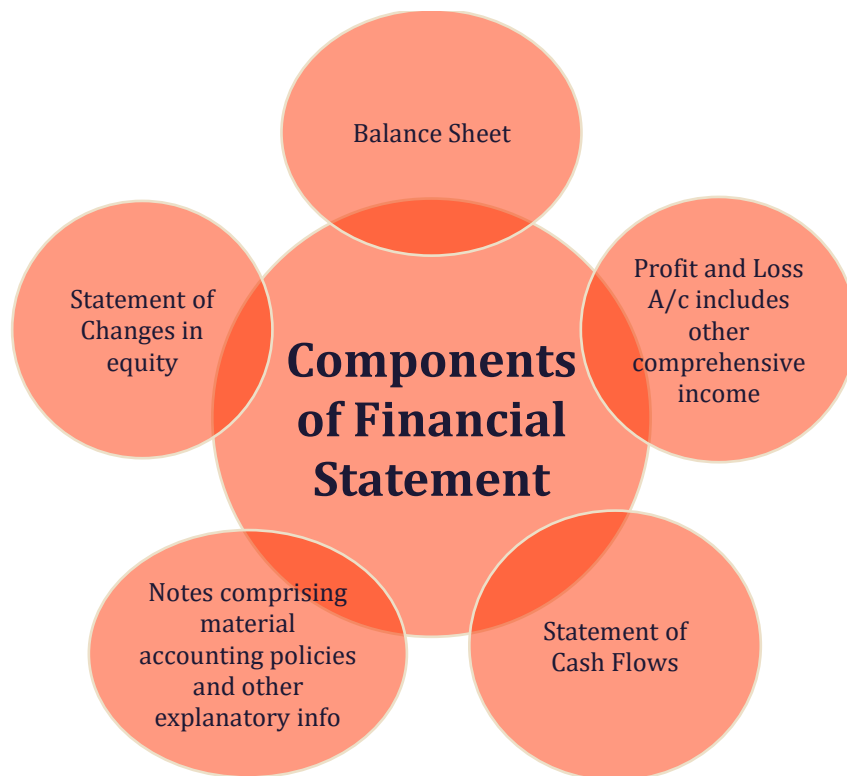 Balance Sheet
Profit and Loss
A/c includes
other
comprehensive
income
Statement of
Cash Flows
Notes comprising
material
accounting policies
and other
explanatory info
Statement of
Changes in
equity
Components
of Financial
Statement